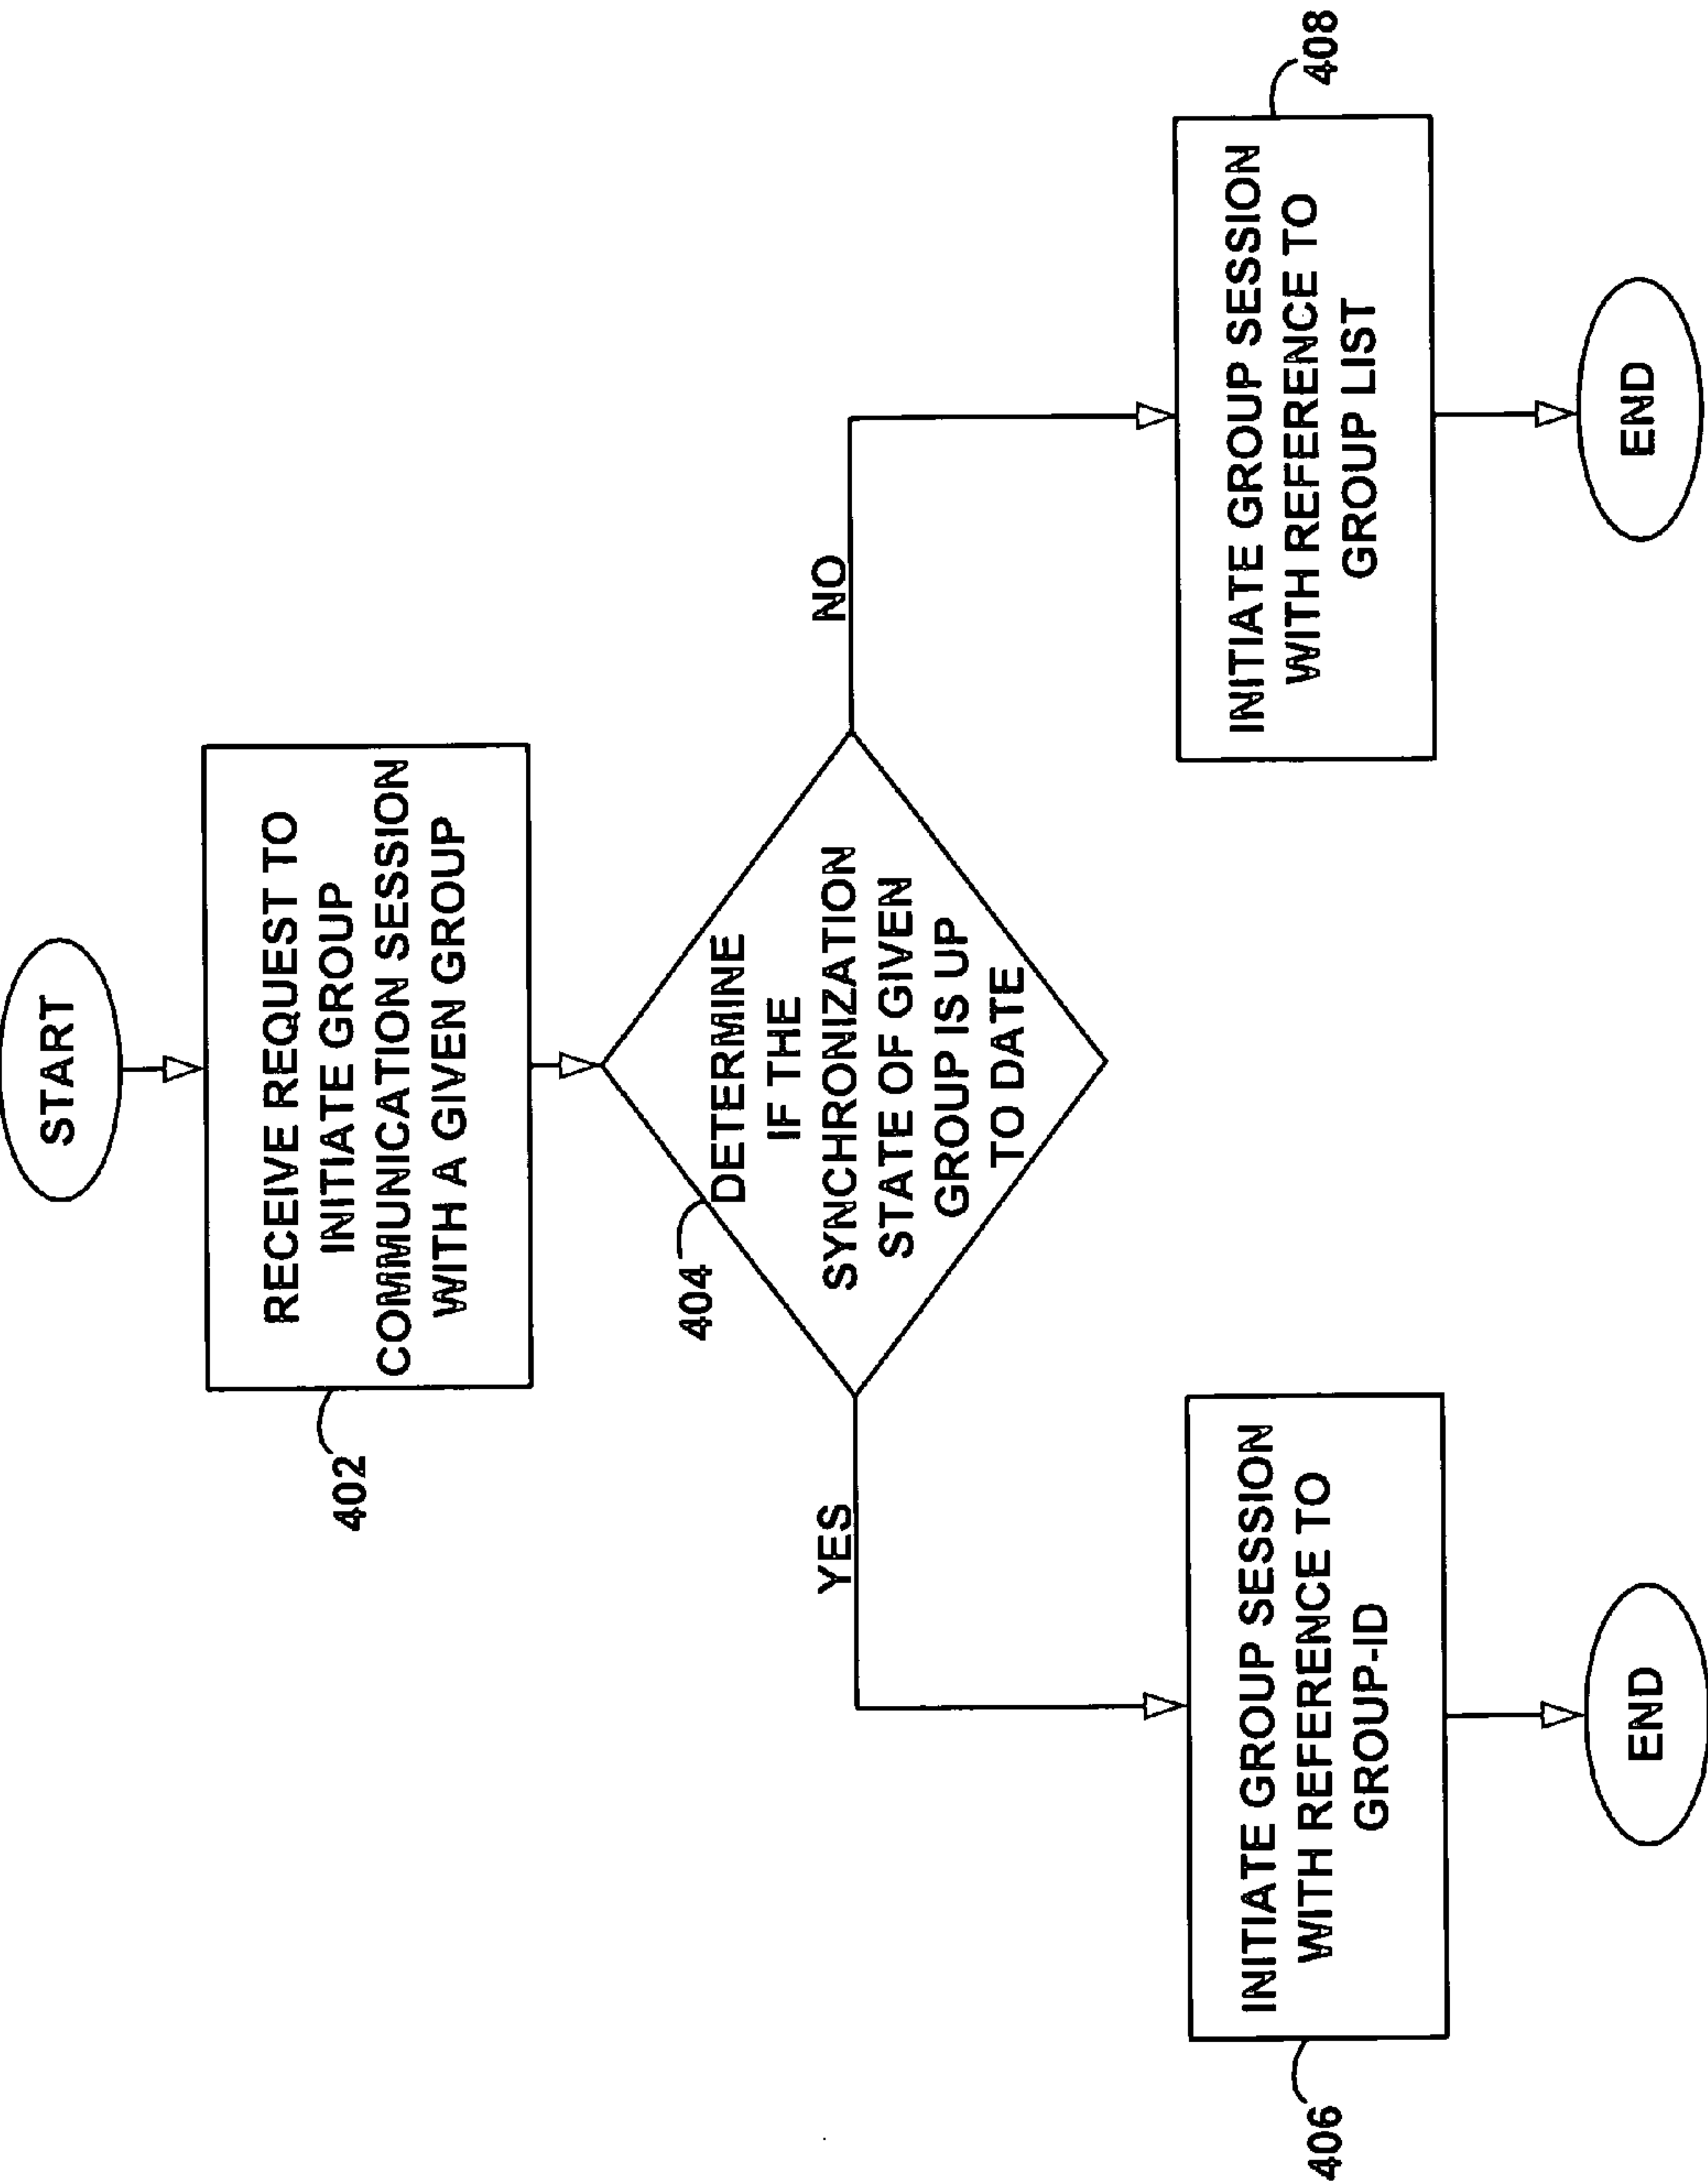 START
402
RECEIVE REQUEST TO
INITIATE GROUP
COMMUNICATION SESSION
WITH A GIVEN GROUP
404
DETERMINE
IF THE
SYNCHRONIZATION
STATE OF GIVEN
GROUP IS UP
TO DATE
YES
NO
406
INITIATE GROUP SESSION
WITH REFERENCE TO
GROUP-ID
END
408
INITIATE GROUP SESSION
WITH REFERENCE TO
GROUP LIST
END